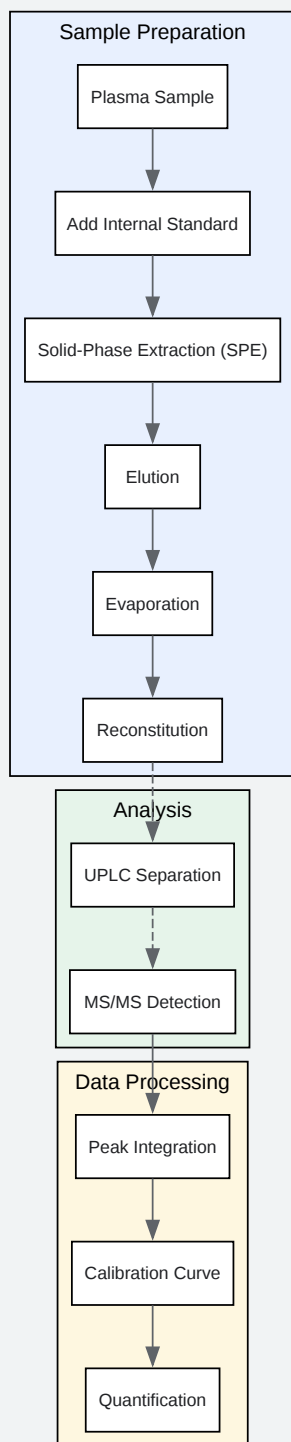 Sample Preparation
Plasma Sample
Add Internal Standard
Solid-Phase Extraction (SPE)
Elution
Evaporation
Reconstitution
Analysis
UPLC Separation
MS/MS Detection
Data Processing
Peak Integration
Calibration Curve
Quantification